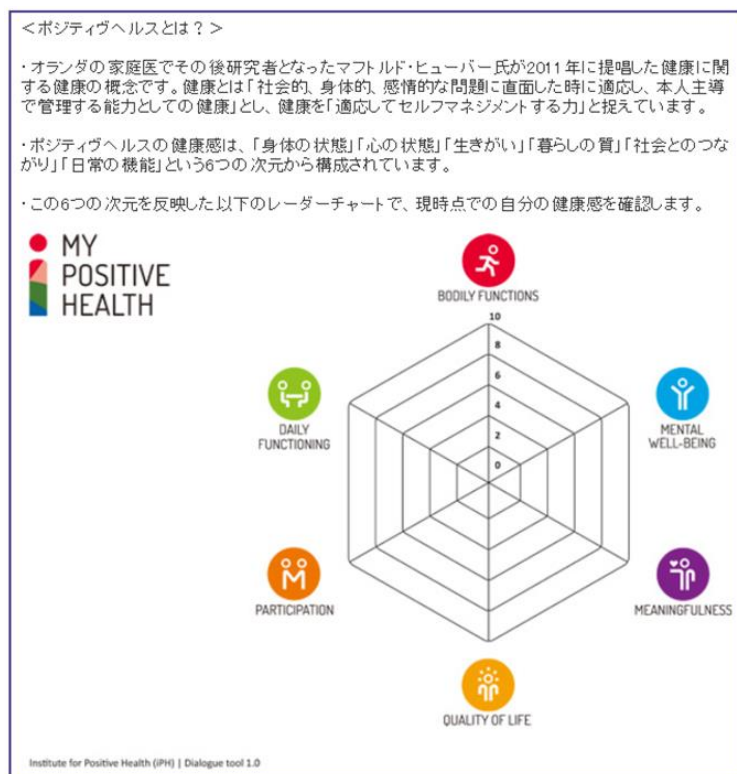 ＜ポジティヴヘルスとは？＞
・オランダの家庭医でその後研究者となったマフトルド・ヒューバー氏が2011年に提唱した健康に関
する健康の概念です。健康とは「社会的、身体的、感情的な問題に直面した時に適応し、本人主導
で管理する能力としての健康」とし、健康を「適応してセルフマネジメントする力」と捉えています。
・ポジティヴヘルスの健康感は、「身体の状態」「心の状態」「生きがい」「暮らしの質」「社会とのつな
がり」「日常の機能」という6つの次元から構成されています。
・この6つの次元を反映した以下のレーダーチャートで、現時点での自分の健康感を確認します。
MY
POSITIVE
HEALTH
BODILY FUNCTIONS
10
8
6
4
2
0
MENTAL
WELL-BEING
MEANINGFULNESS
QUALITY OF LIFE
PARTICIPATION
DAILY
FUNCTIONING
Institute for Positive Health (iPH) | Dialogue tool 1.0